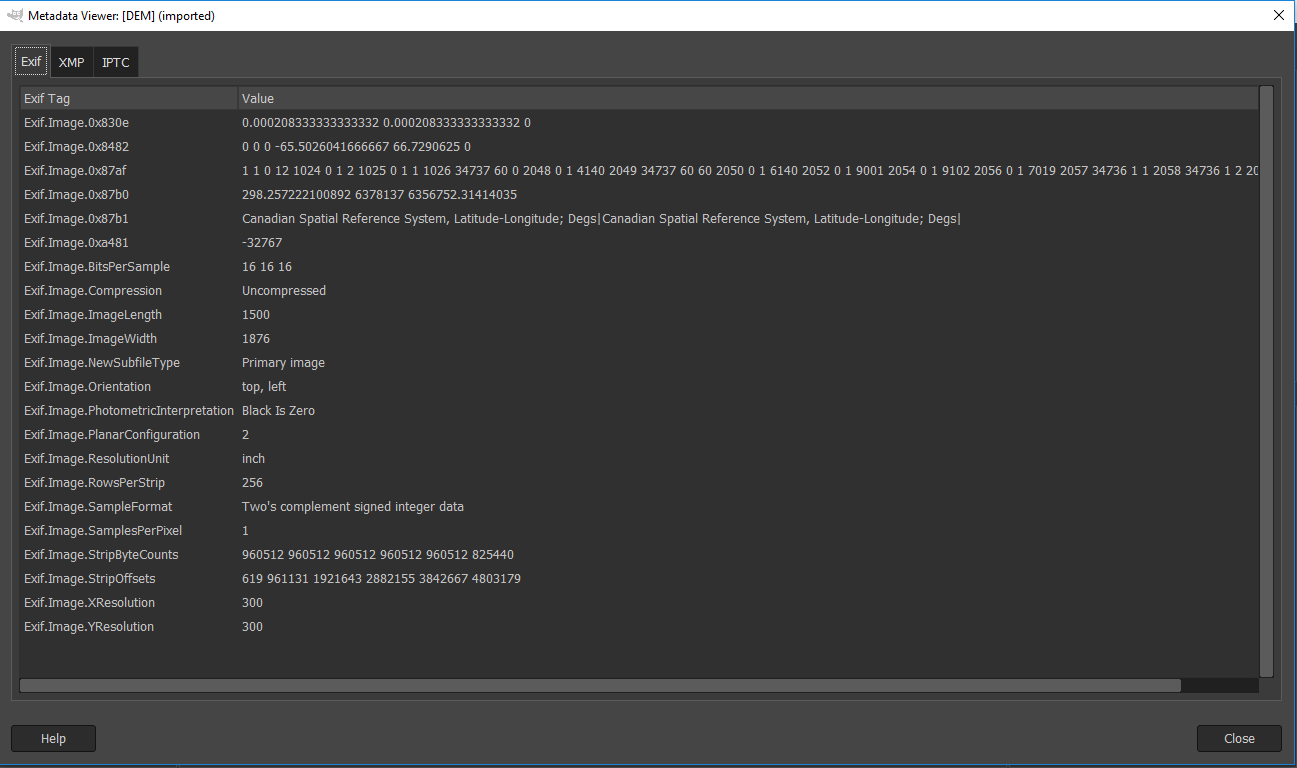 Metadata Viewer: [DEM] (imported)
Exif XMP IPTC
Exif Tag Value
Exif.Image.0x830e 0.000208333333333332 0.000208333333333332 0
Exif.Image.0x8482 0 0 0 -65.5026041666667 66.7290625 0
Exif.Image.0x87af 1 1 0 12 1024 0 1 2 1025 0 1 1 1026 34737 60 0 2048 0 1 4140 2049 34737 60 60 2050 0 1 6140 2052 0 1 9001 2054 0 1 9102 2056 0 1 7019 2057 34736 1 1 2058 34736 1 2 20
Exif.Image.0x87b0 298.257222100892 6378137 6356752.31414035
Exif.Image.0x87b1 Canadian Spatial Reference System, Latitude-Longitude; Degs|Canadian Spatial Reference System, Latitude-Longitude; Degs|
Exif.Image.0xa481 -32767
Exif.Image.BitsPerSample 16 16 16
Exif.Image.Compression Uncompressed
Exif.Image.ImageLength 1500
Exif.Image.ImageWidth 1876
Exif.Image.NewSubfileType Primary image
Exif.Image.Orientation top, left
Exif.Image.PhotometricInterpretation Black Is Zero
Exif.Image.PlanarConfiguration 2
Exif.Image.ResolutionUnit inch
Exif.Image.RowsPerStrip 256
Exif.Image.SampleFormat Two's complement signed integer data
Exif.Image.SamplesPerPixel 1
Exif.Image.StripByteCounts 960512 960512 960512 960512 960512 825440
Exif.Image.StripOffsets 619 961131 1921643 2882155 3842667 4803179
Exif.Image.XResolution 300
Exif.Image.YResolution 300
Help Close